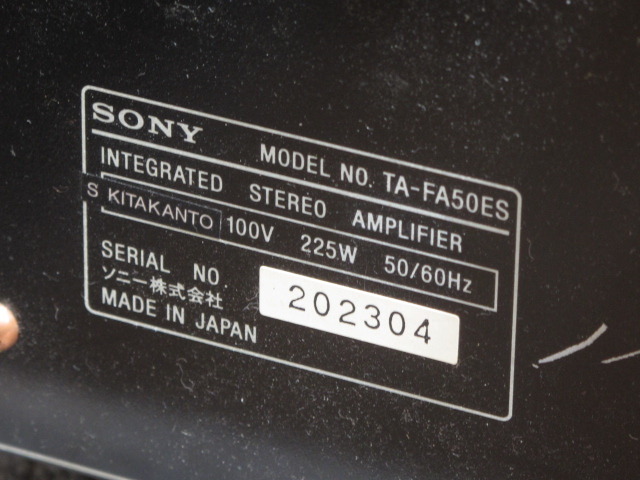 SONY MODEL NO. TA-FA50ES
INTEGRATED STEREO AMPLIFIER
S KITAKANTO 100V 225W 50/60Hz
SERIAL NO. 202304
ソニー株式会社
MADE IN JAPAN